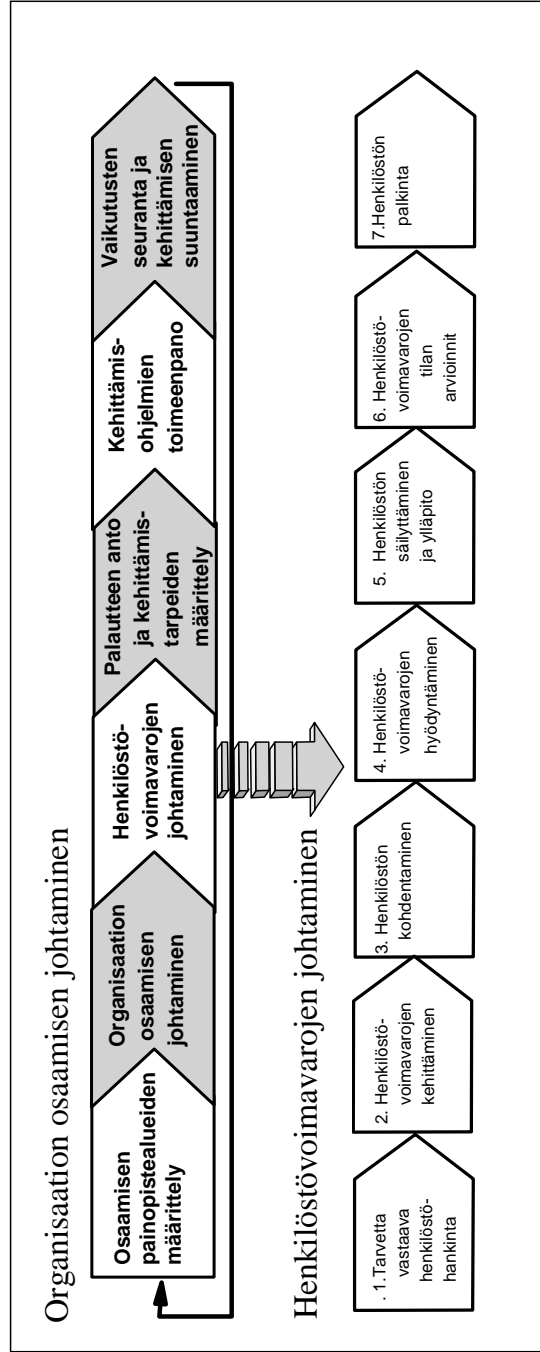 Organisaation osaamisen johtaminen
Osaamisen
painopistealueiden
määrittely
Organisaation
osaamisen
johtaminen
Henkilöstö-
voimavarojen
johtaminen
Palautteen anto
ja kehittämis-
tarpeiden
määrittely
Kehittämis-
ohjelmien
toimeenpano
Vaikutusten
seuranta ja
kehittämisen
suuntaaminen
Henkilöstövoimavarojen johtaminen
. 1.Tarvetta
vastaava
henkilöstö-
hankinta
2. Henkilöstö-
voimavarojen
kehittäminen
3. Henkilöstön
kohdentaminen
4. Henkilöstö-
voimavarojen
hyödyntäminen
5. Henkilöstön
säilyttäminen
ja ylläpito
6. Henkilöstö-
voimavarojen
tilan
arvioinnit
7.Henkilöstön
palkinta